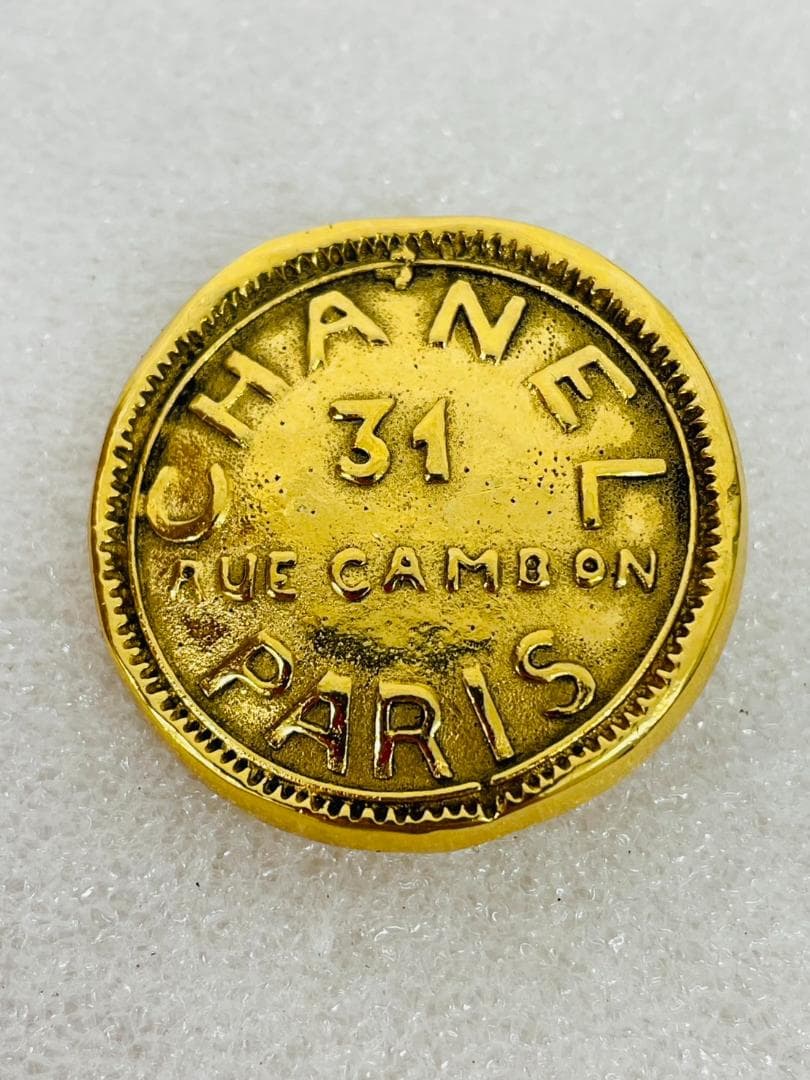 CHANEL
31
RUE CAMBON
PARIS